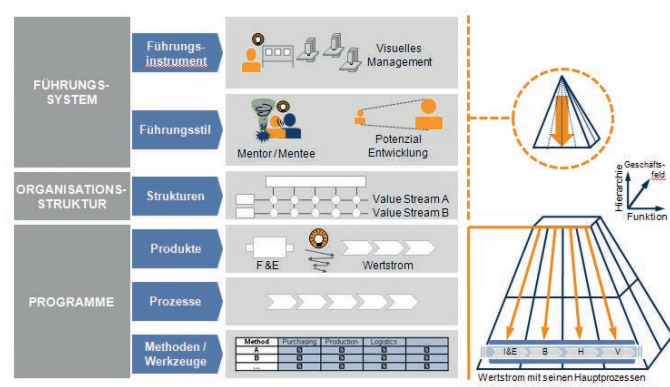 FÜHRUNGS-
SYSTEM
Führungs-
instrument
Visuelles
Management
Führungsstil
Mentor / Mentee
Potenzial
Entwicklung
ORGANISATIONS-
STRUKTUR
Strukturen
Value Stream A
Value Stream B
PROGRAMME
Produkte
F & E
Wertstrom
Prozesse
Methoden /
Werkzeuge
Method Purchasing Production Logistics
A
B
....
Hierarchie
Geschäfts-
feld
Funktion
I&E B H V
Wertstrom mit seinen Hauptprozessen